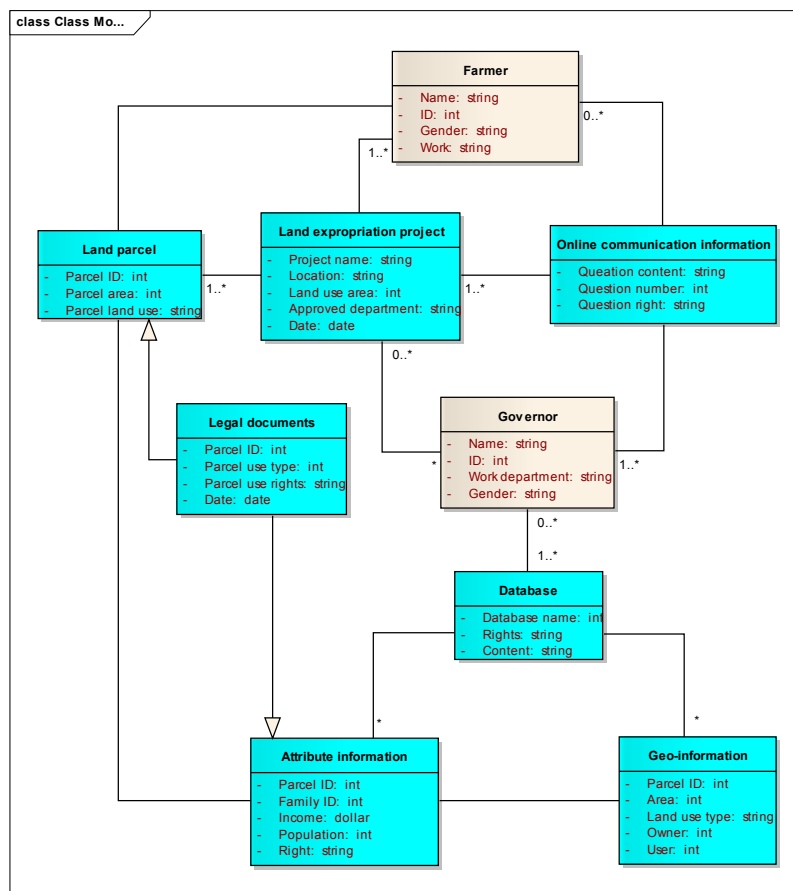 class Class Mo...
Farmer
- Name: string
- ID: int
- Gender: string
- Work: string
0..*
1..*
Land parcel
- Parcel ID: int
- Parcel area: int
- Parcel land use: string
1..*
Land expropriation project
- Project name: string
- Location: string
- Land use area: int
- Approved department: string
- Date: date
1..*
0..*
Online communication information
- Queation content: string
- Question number: int
- Question right: string
Legal documents
- Parcel ID: int
- Parcel use type: int
- Parcel use rights: string
- Date: date
Governor
- Name: string
- ID: int
- Work department: string
- Gender: string
*
1..*
0..*
1..*
Database
- Database name: int
- Rights: string
- Content: string
*
*
Attribute information
- Parcel ID: int
- Family ID: int
- Income: dollar
- Population: int
- Right: string
Geo-information
- Parcel ID: int
- Area: int
- Land use type: string
- Owner: int
- User: int